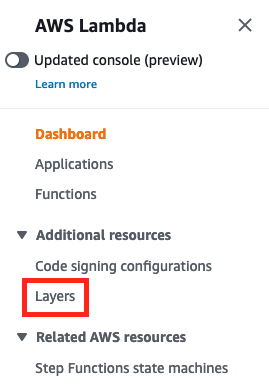 AWS Lambda
Updated console (preview)
Learn more
Dashboard
Applications
Functions
Additional resources
Code signing configurations
Layers
Related AWS resources
Step Functions state machines